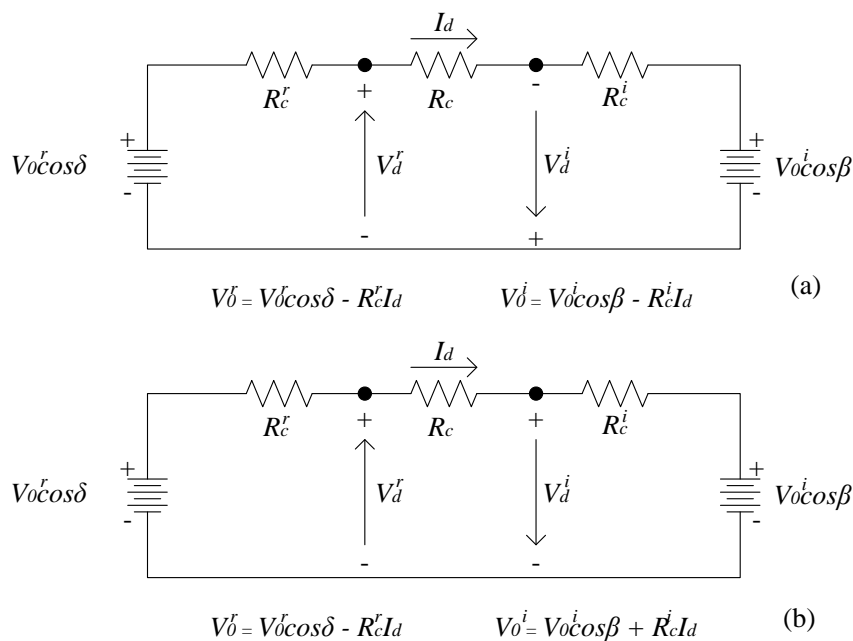 I_d
+ -
R_c^r R_c R_c^i
+ +
V_0^r cosδ V_d^r V_d^i V_0^i cosβ
- -
- +
V_0^r = V_0^r cosδ - R_c^r I_d V_0^i = V_0^i cosβ - R_c^i I_d (a)
I_d
R_c^r + R_c + R_c^i
+ +
V_0^r cosδ V_d^r V_d^i V_0^i cosβ
- -
- -
V_0^r = V_0^r cosδ - R_c^r I_d V_0^i = V_0^i cosβ + R_c^i I_d (b)